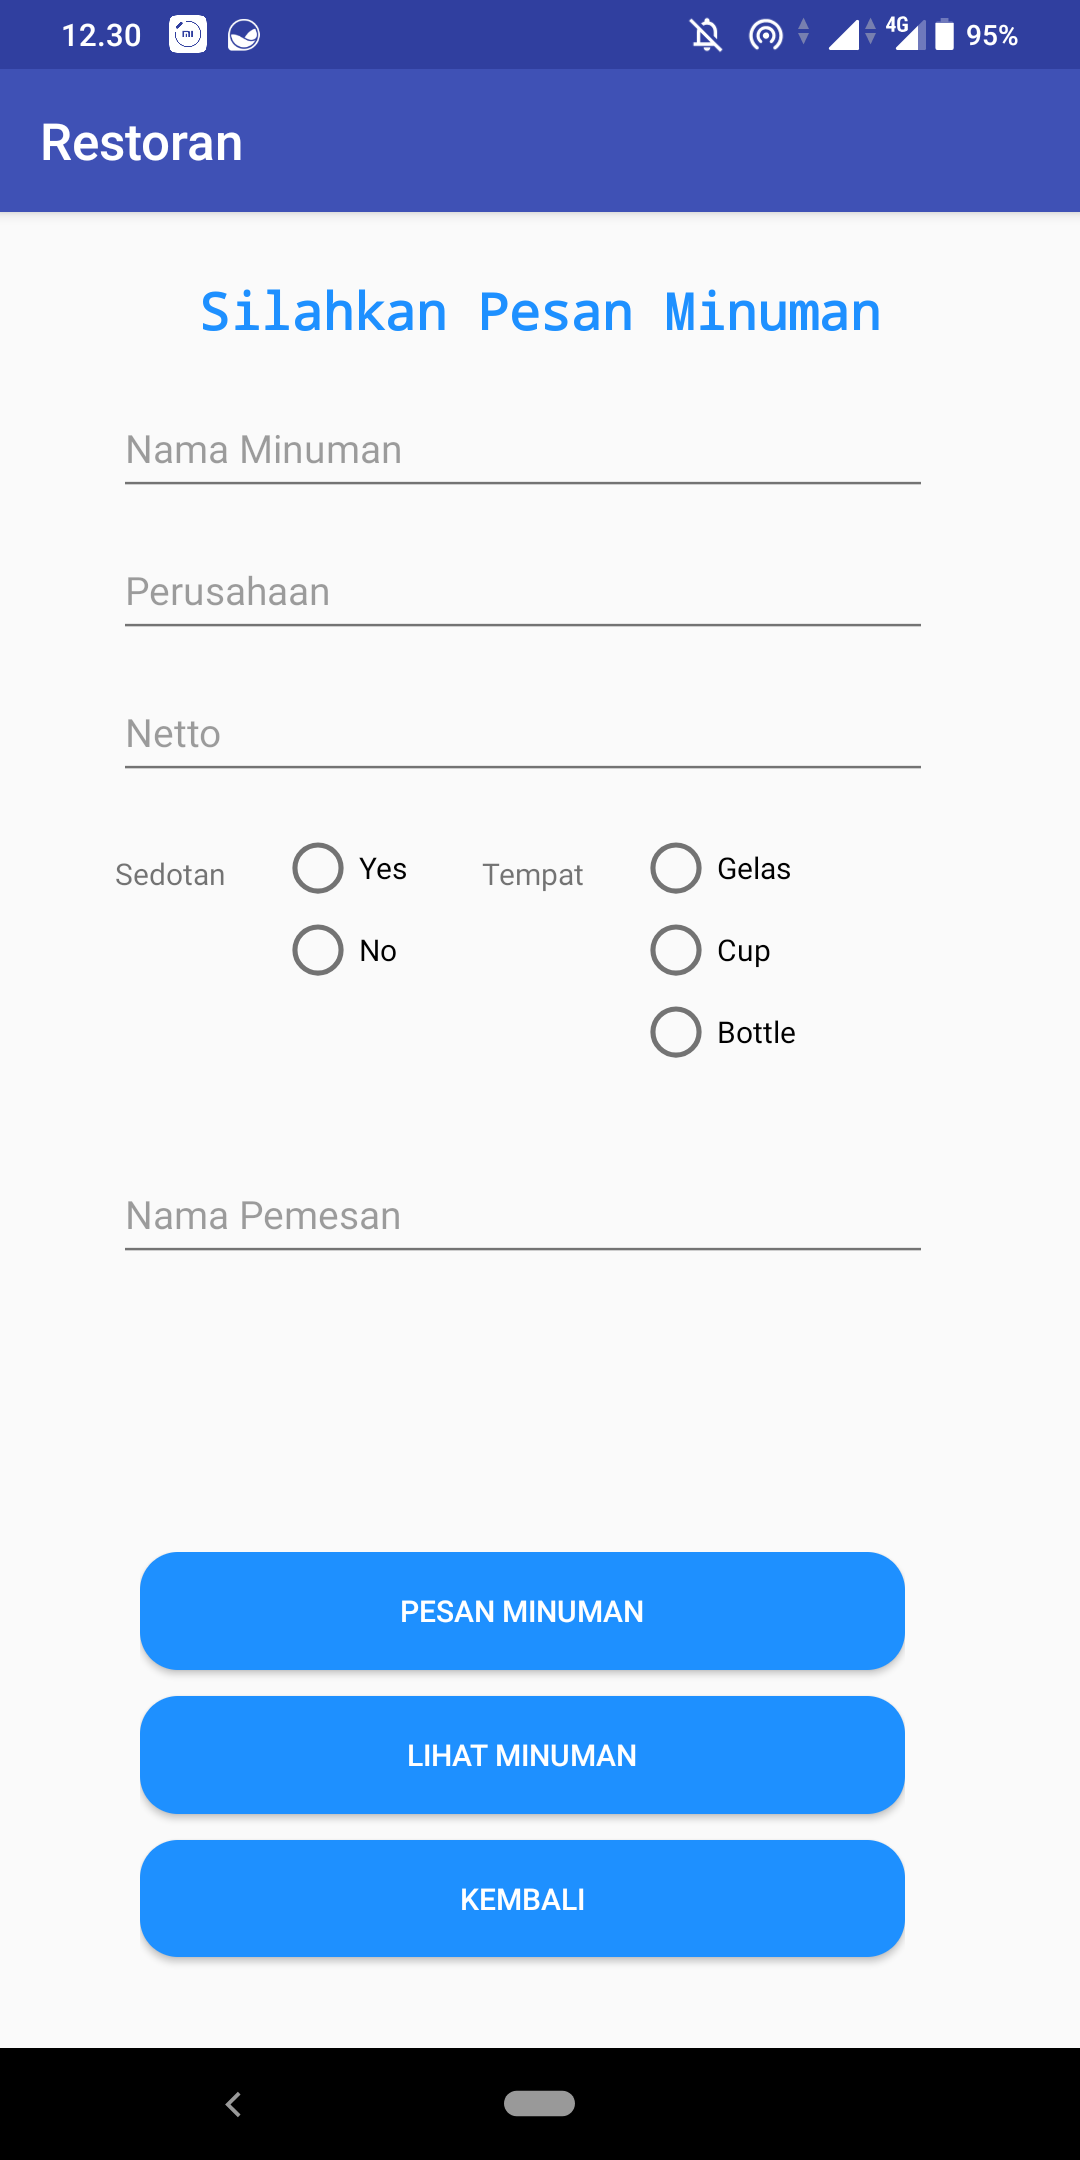 12.30 4G 95%
Restoran
Silahkan Pesan Minuman
Nama Minuman
Perusahaan
Netto
Sedotan Yes Tempat Gelas
No Cup
Bottle
Nama Pemesan
PESAN MINUMAN
LIHAT MINUMAN
KEMBALI